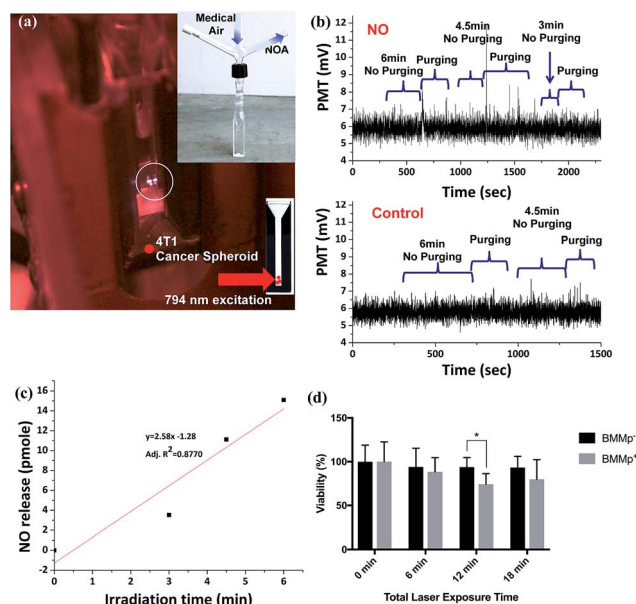 (a)
Medical
Air
NOA
4T1
Cancer Spheroid
794 nm excitation
(b)
NO
6min
No Purging
Purging
4.5min
No Purging
Purging
3min
No Purging
Purging
PMT (mV)
12
11
10
9
8
7
6
5
4
0 500 1000 1500 2000
Time (sec)
Control
6min
No Purging
Purging
4.5min
No Purging
Purging
PMT (mV)
12
11
10
9
8
7
6
5
4
0 500 1000 1500
Time (sec)
(c)
NO release (pmole)
16
14
12
10
8
6
4
2
0
-2
y=2.58x -1.28
Adj. R2=0.8770
0 1 2 3 4 5 6
Irradiation time (min)
(d)
Viability (%)
150
100
50
0
*
BMMp-
BMMp+
0 min 6 min 12 min 18 min
Total Laser Exposure Time